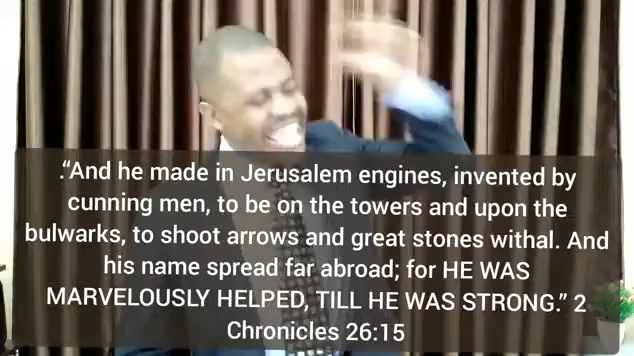 .“And he made in Jerusalem engines, invented by
cunning men, to be on the towers and upon the
bulwarks, to shoot arrows and great stones withal. And
his name spread far abroad; for HE WAS
MARVELOUSLY HELPED, TILL HE WAS STRONG.” 2
Chronicles 26:15